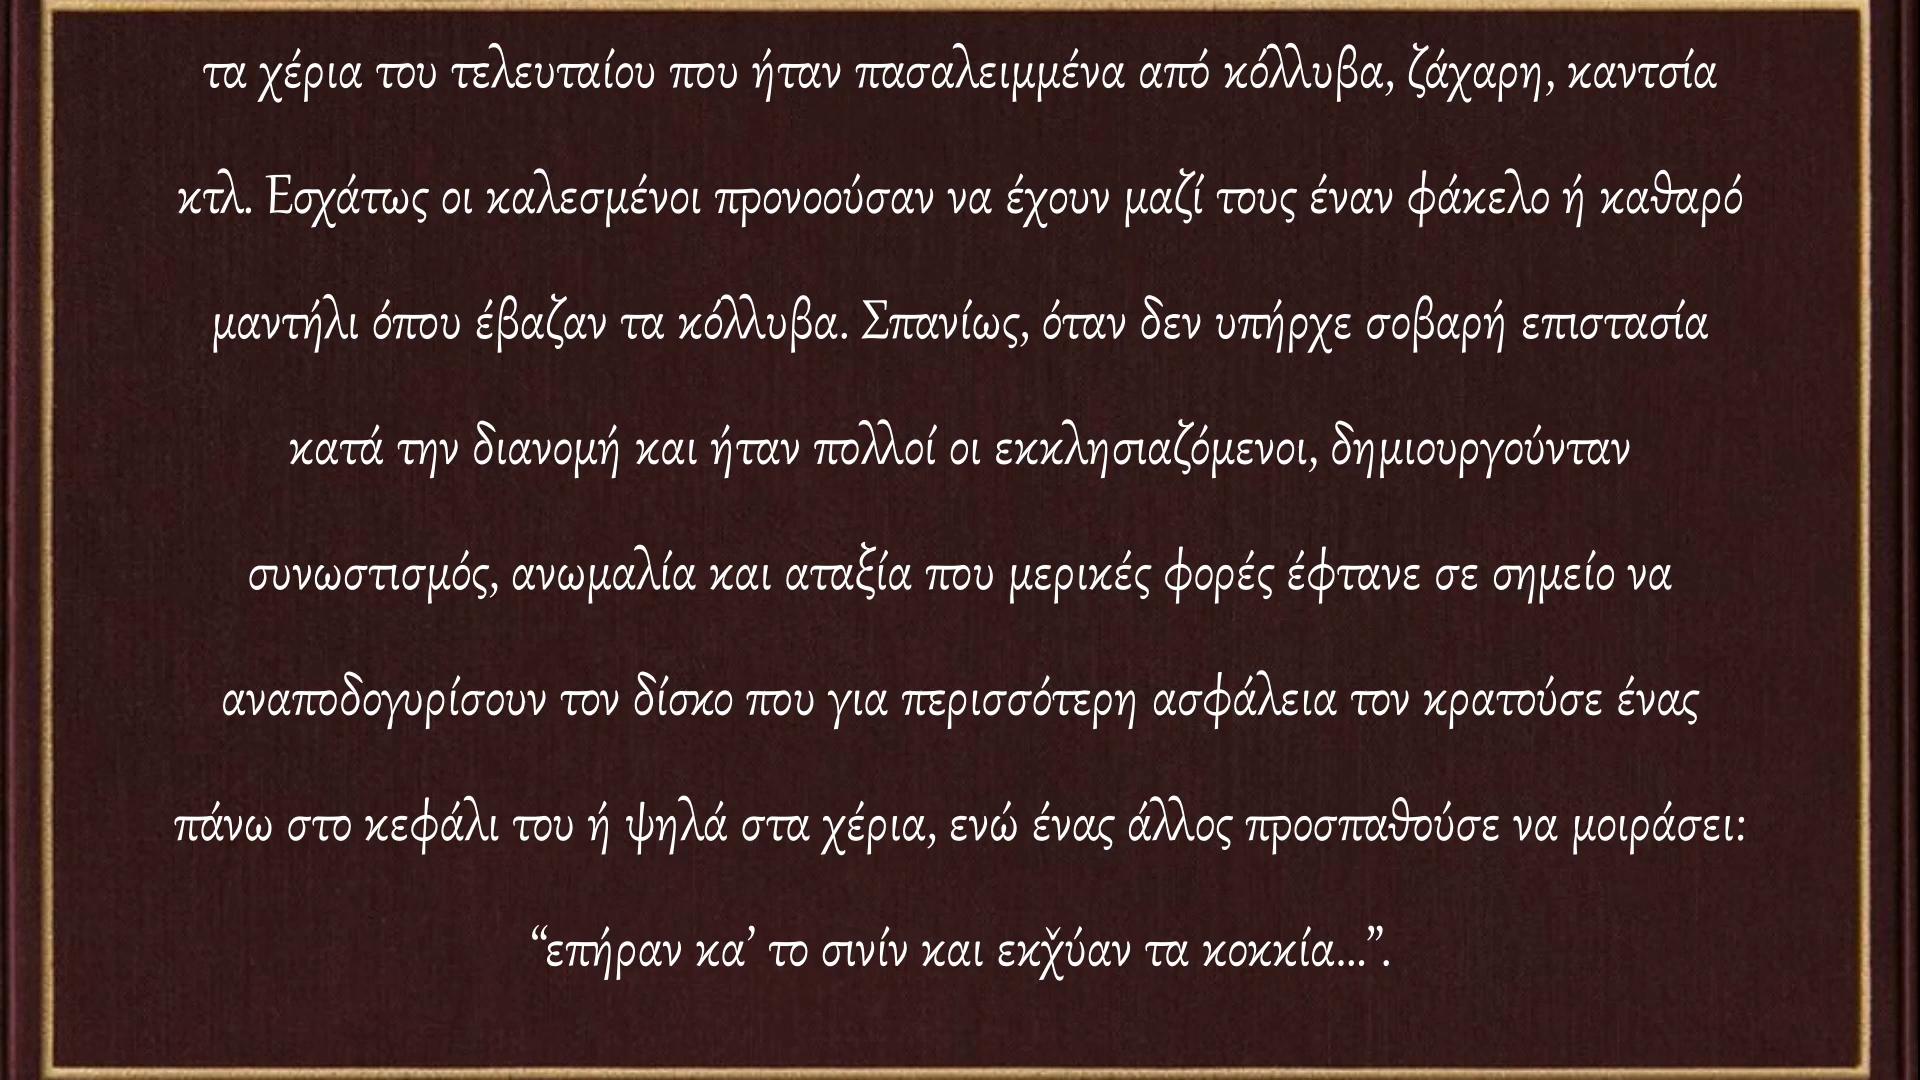 τα χέρια του τελευταίου που ήταν πασαλειμμένα από κόλλυβα, ζάχαρη, καντσία
κτλ. Εσχάτως οι καλεσμένοι προνοούσαν να έχουν μαζί τους έναν φάκελο ή καθαρό
μαντήλι όπου έβαζαν τα κόλλυβα. Σπανίως, όταν δεν υπήρχε σοβαρή επιστασία
κατά την διανομή και ήταν πολλοί οι εκκλησιαζόμενοι, δημιουργούνταν
συνωστισμός, ανωμαλία και αταξία που μερικές φορές έφτανε σε σημείο να
αναποδογυρίσουν τον δίσκο που για περισσότερη ασφάλεια τον κρατούσε ένας
πάνω στο κεφάλι του ή ψηλά στα χέρια, ενώ ένας άλλος προσπαθούσε να μοιράσει:
“επήραν κα’ το σινίν και εκχ̌ύαν τα κοκκία...”.